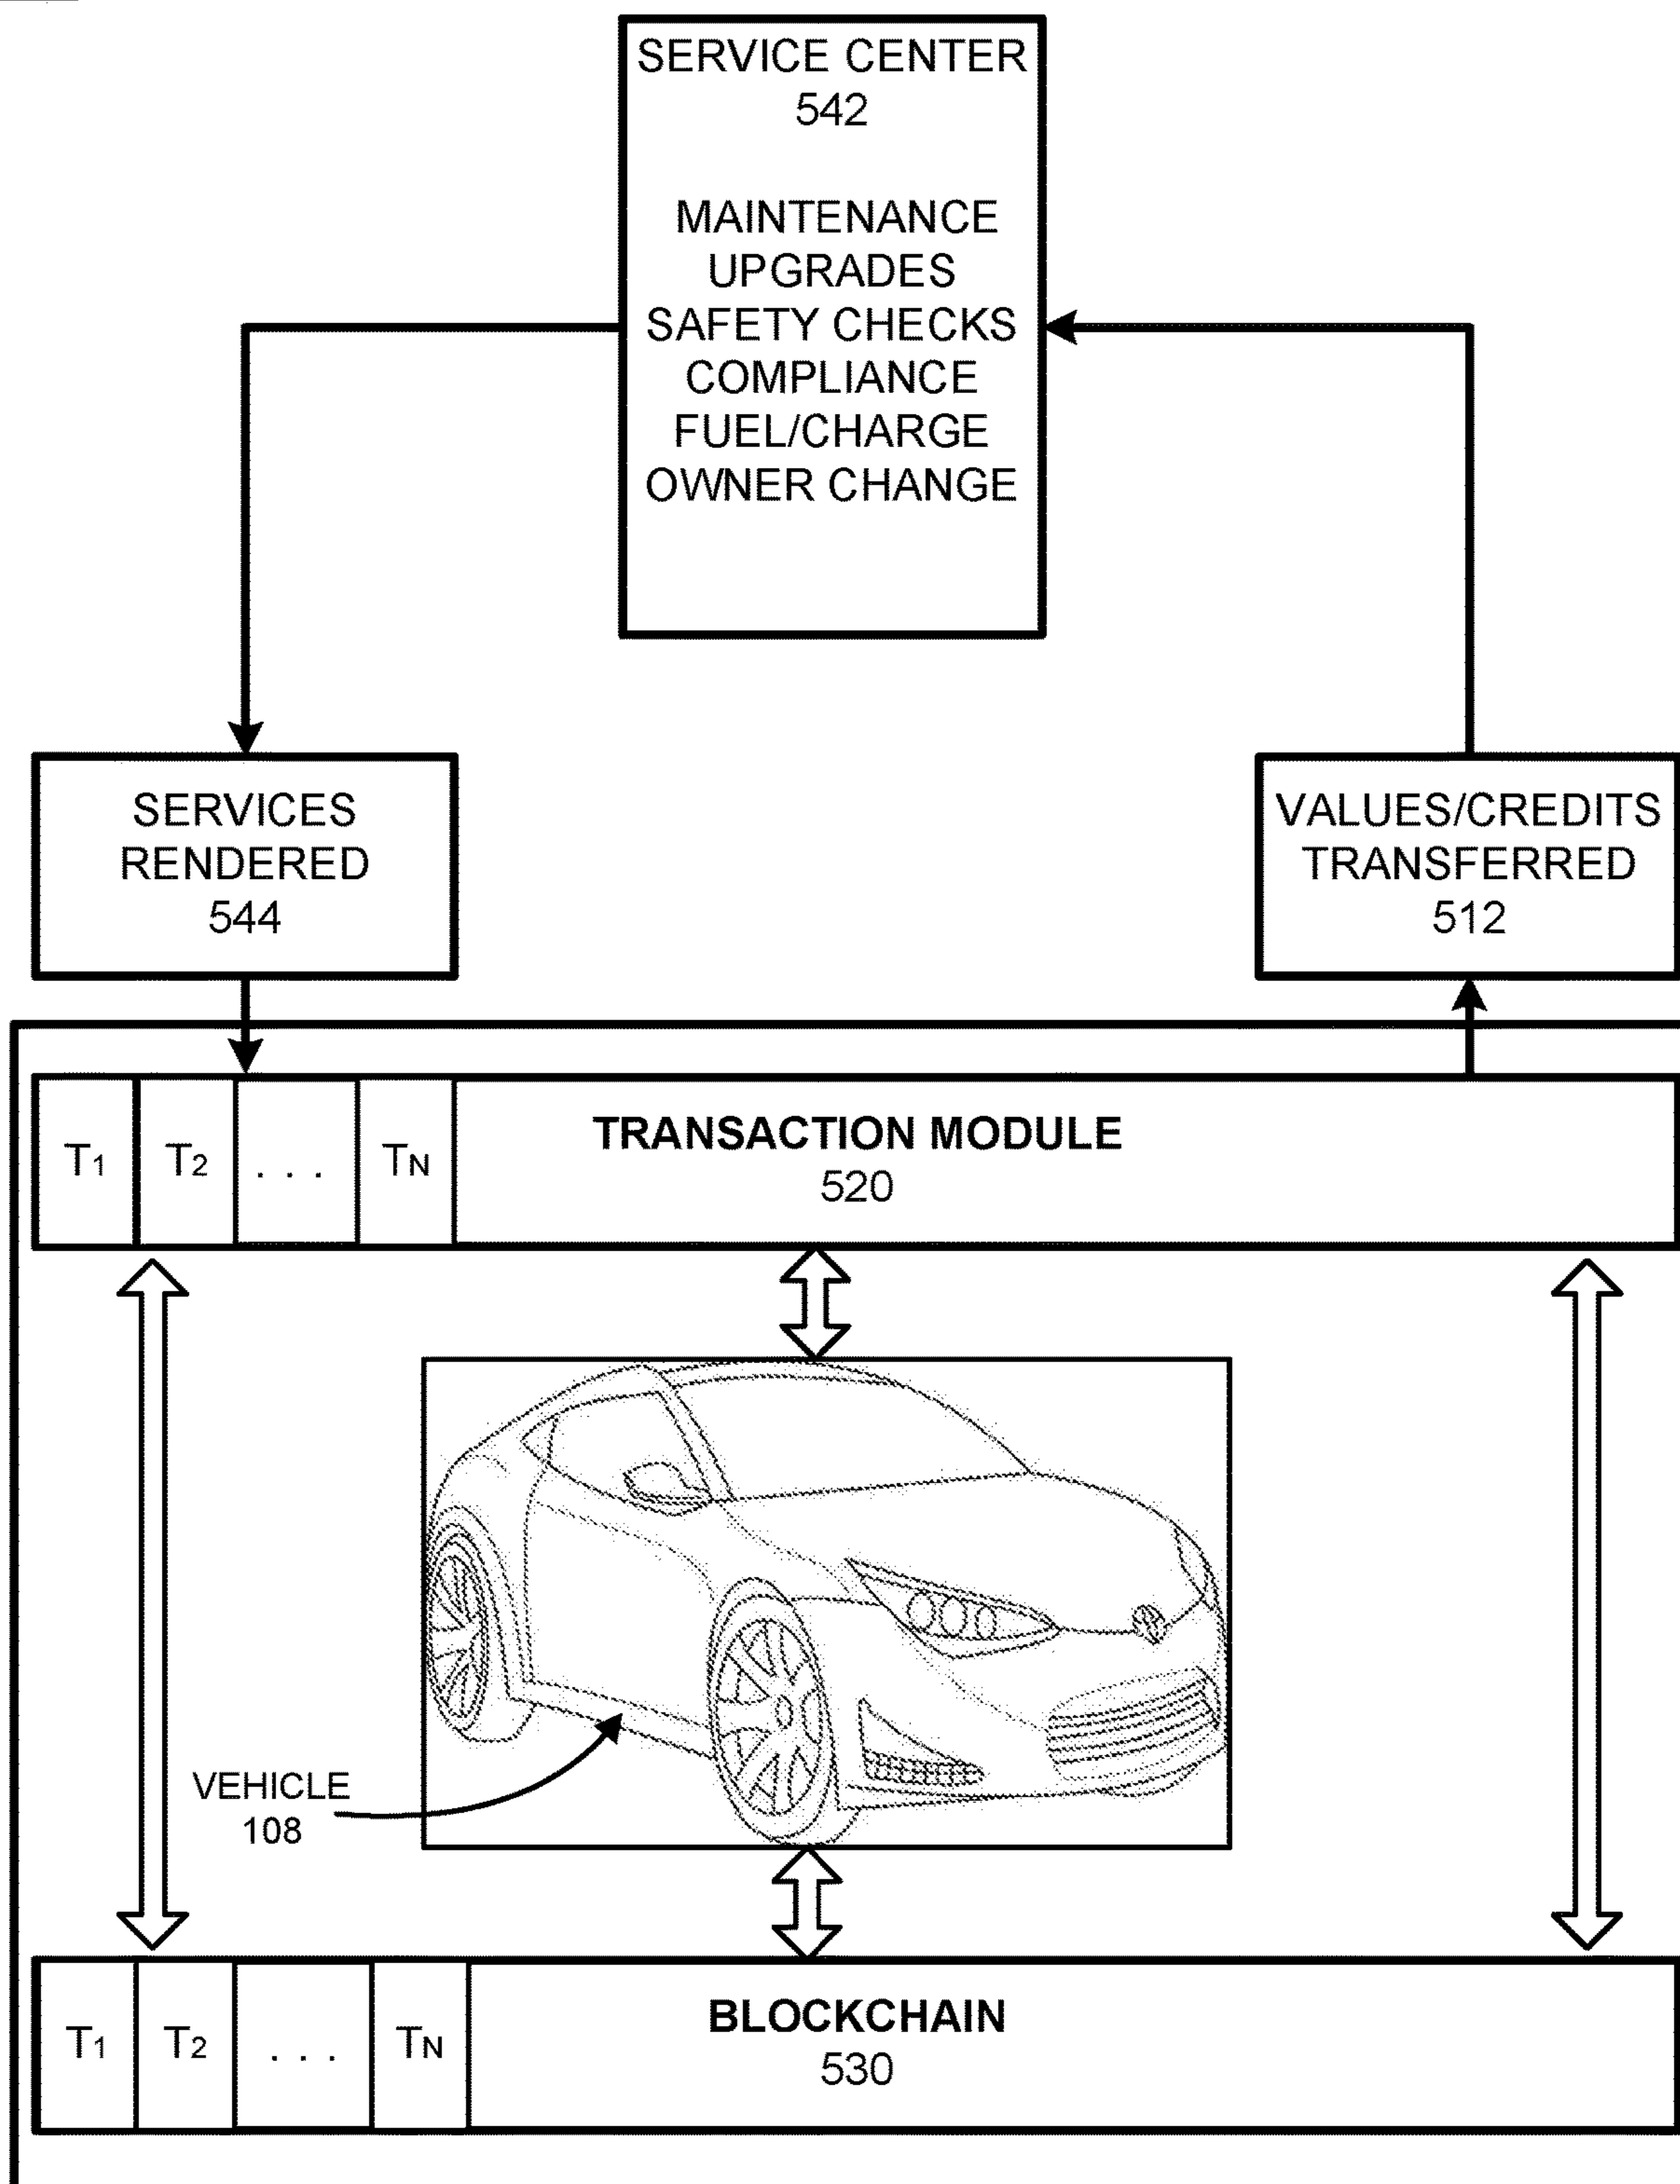 SERVICE CENTER
542
MAINTENANCE
UPGRADES
SAFETY CHECKS
COMPLIANCE
FUEL/CHARGE
OWNER CHANGE
SERVICES
RENDERED
544
VALUES/CREDITS
TRANSFERRED
512
T1 T2 . . . TN
TRANSACTION MODULE
520
VEHICLE
108
T1 T2 . . . TN
BLOCKCHAIN
530